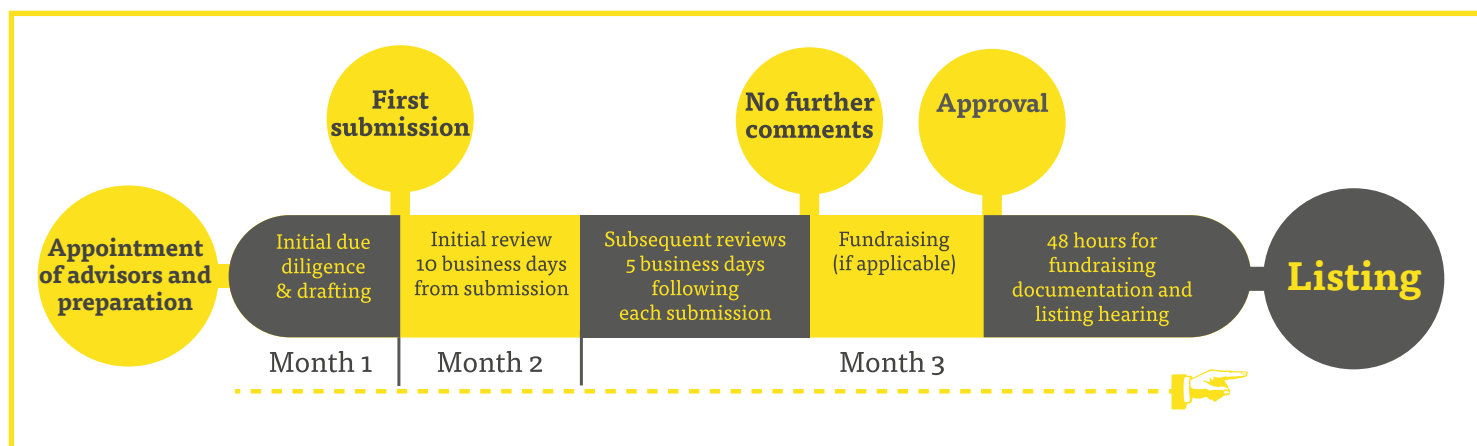 Appointment
of advisors and
preparation
Initial due
diligence
& drafting
First
submission
Initial review
10 business days
from submission
Subsequent reviews
5 business days
following
each submission
No further
comments
Fundraising
(if applicable)
Approval
48 hours for
fundraising
documentation and
listing hearing
Listing
Month 1
Month 2
Month 3